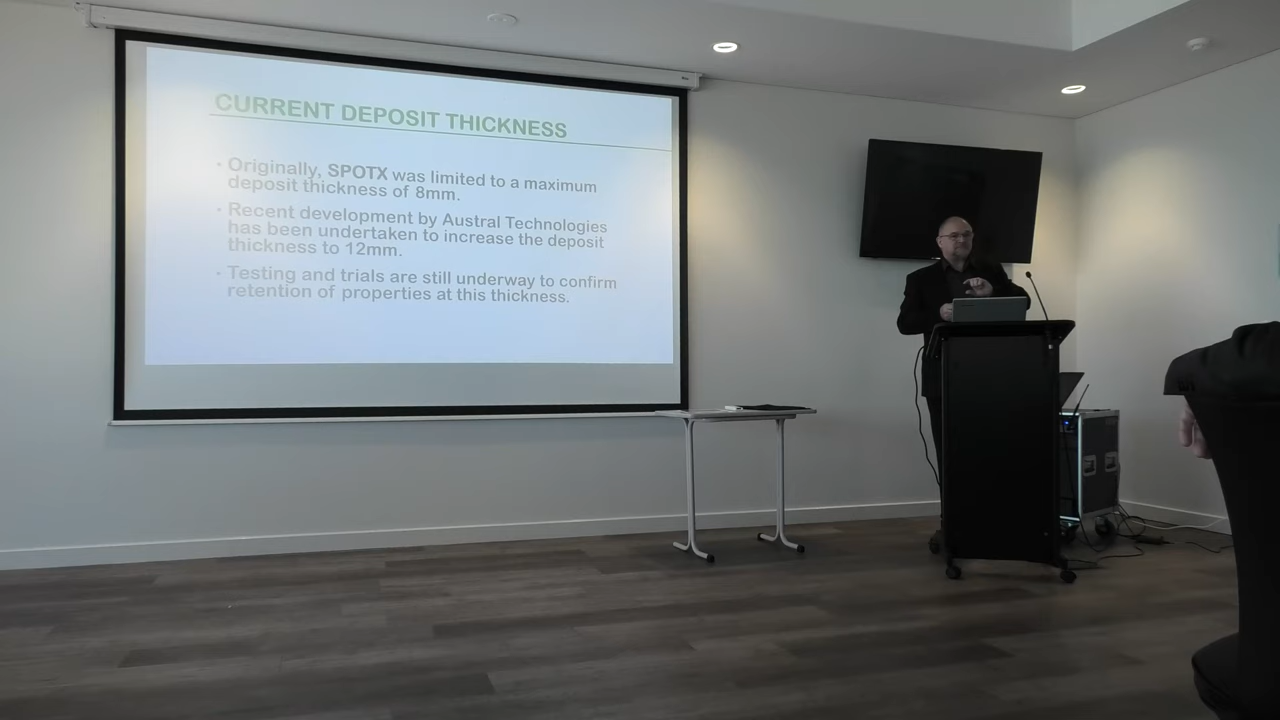 CURRENT DEPOSIT THICKNESS
• Originally, SPOTX was limited to a maximum
deposit thickness of 8mm.
• Recent development by Austral Technologies
has been undertaken to increase the deposit
thickness to 12mm.
• Testing and trials are still underway to confirm
retention of properties at this thickness.